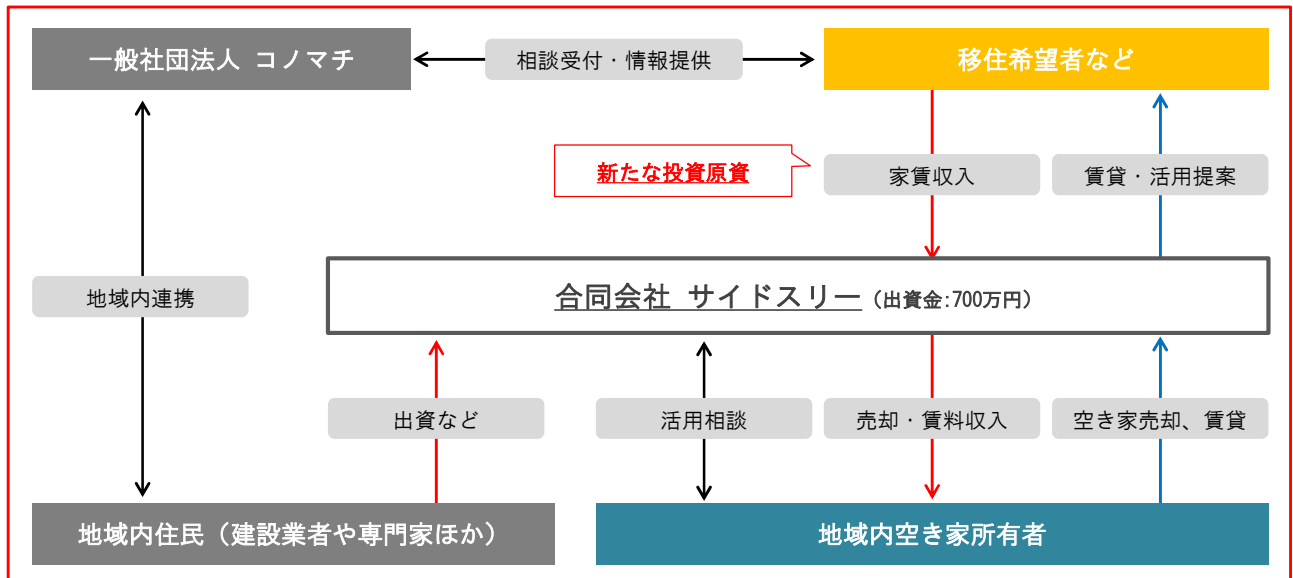 一般社団法人 コノマチ
相談受付・情報提供
移住希望者など
新たな投資原資
家賃収入
賃貸・活用提案
地域内連携
合同会社 サイドスリー（出資金:700万円）
出資など
活用相談
売却・賃料収入
空き家売却、賃貸
地域内住民（建設業者や専門家ほか）
地域内空き家所有者